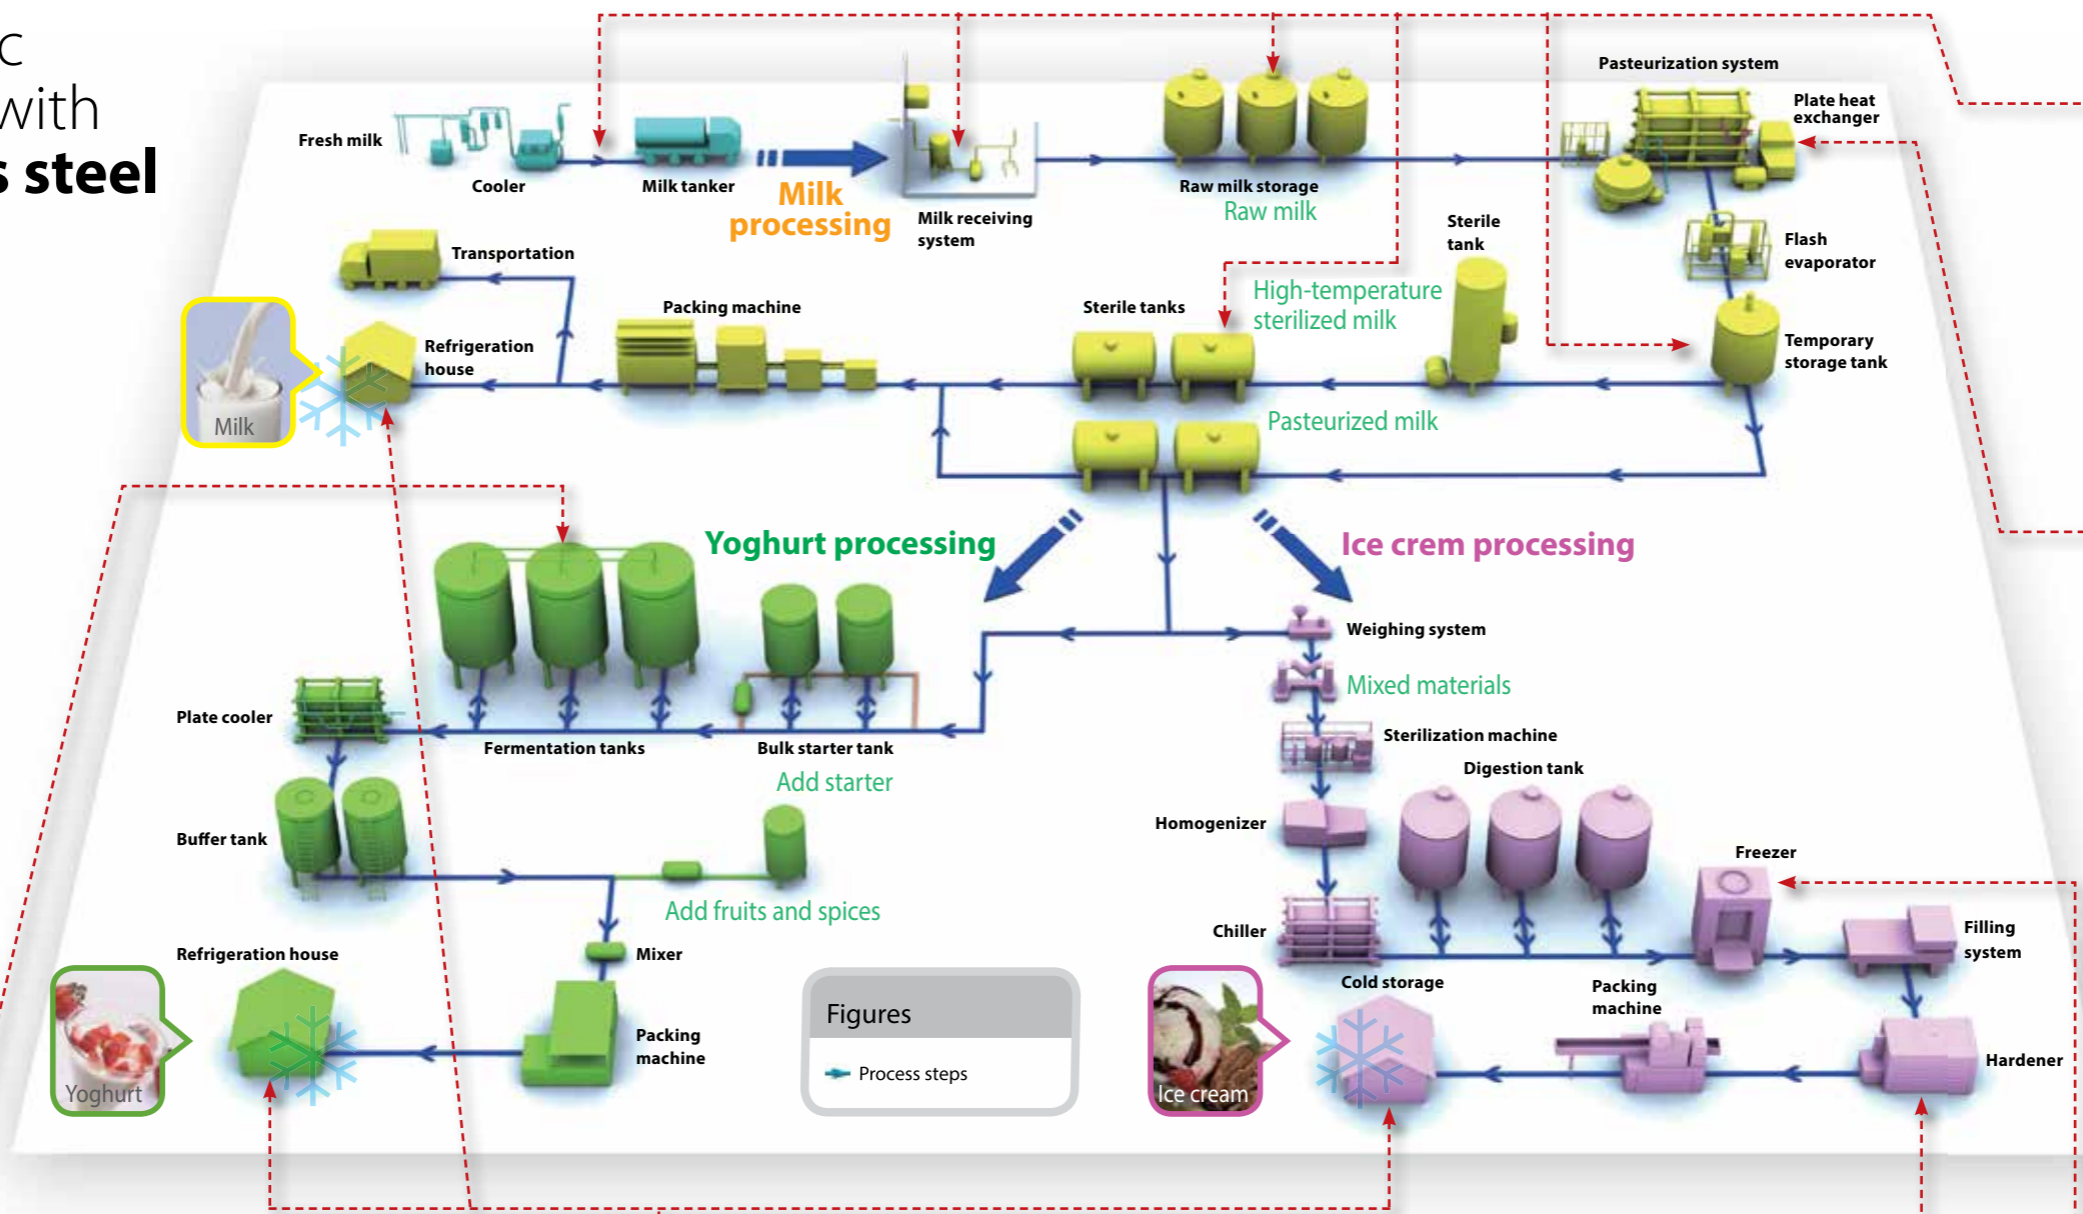 c
with
s steel
Pasteurization system
Plate heat
exchanger
Fresh milk
Cooler
Milk tanker
Milk
processing
Milk receiving
system
Raw milk storage
Raw milk
Sterile
tank
Flash
evaporator
Transportation
Packing machine
Sterile tanks
High-temperature
sterilized milk
Temporary
storage tank
Refrigeration
house
Milk
Pasteurized milk
Yoghurt processing
Ice crem processing
Weighing system
Mixed materials
Plate cooler
Fermentation tanks
Bulk starter tank
Add starter
Sterilization machine
Digestion tank
Buffer tank
Homogenizer
Freezer
Add fruits and spices
Chiller
Filling
system
Refrigeration house
Mixer
Cold storage
Packing
machine
Figures
Process steps
Packing
machine
Hardener
Yoghurt
Ice cream